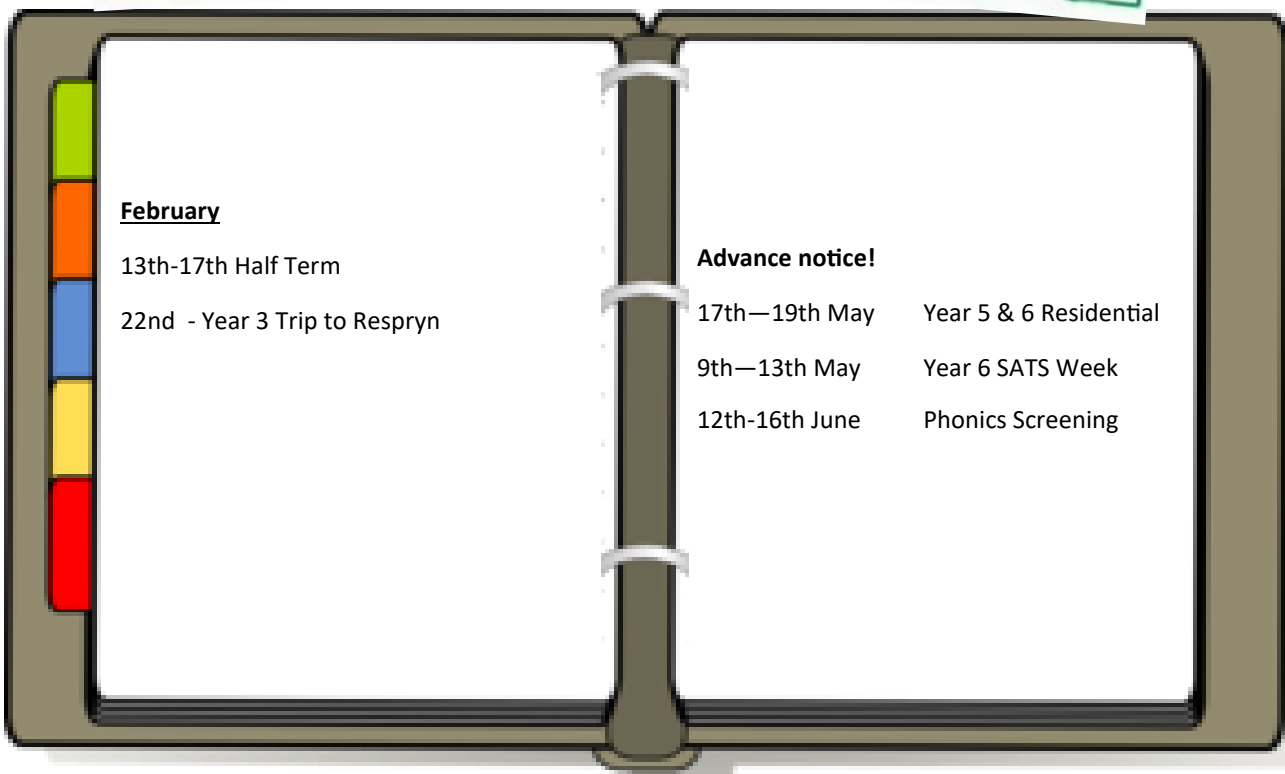 February
13th-17th Half Term
22nd  - Year 3 Trip to Respryn
Advance notice!
17th—19th May Year 5 & 6 Residential
9th—13th May Year 6 SATS Week
12th-16th June Phonics Screening